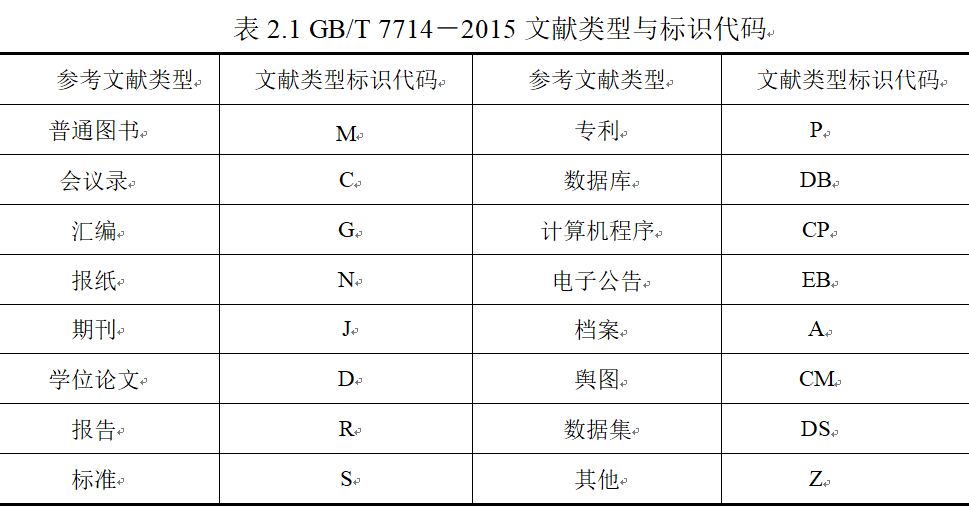 表 2.1 GB/T 7714－2015 文献类型与标识代码
参考文献类型 文献类型标识代码 参考文献类型 文献类型标识代码
普通图书 M 专利 P
会议录 C 数据库 DB
汇编 G 计算机程序 CP
报纸 N 电子公告 EB
期刊 J 档案 A
学位论文 D 舆图 CM
报告 R 数据集 DS
标准 S 其他 Z